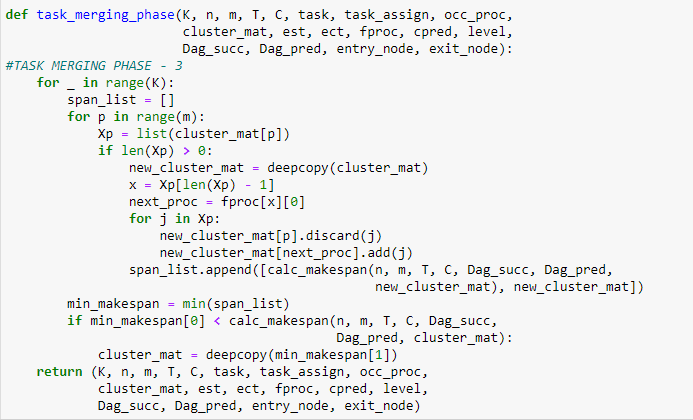 def task_merging_phase(K, n, m, T, C, task, task_assign, occ_proc,
                       cluster_mat, est, ect, fproc, cpred, level,
                       Dag_succ, Dag_pred, entry_node, exit_node):
#TASK MERGING PHASE - 3
    for _ in range(K):
        span_list = []
        for p in range(m):
            Xp = list(cluster_mat[p])
            if len(Xp) > 0:
                new_cluster_mat = deepcopy(cluster_mat)
                x = Xp[len(Xp) - 1]
                next_proc = fproc[x][0]
                for j in Xp:
                    new_cluster_mat[p].discard(j)
                    new_cluster_mat[next_proc].add(j)
                span_list.append([calc_makespan(n, m, T, C, Dag_succ, Dag_pred,
                                                new_cluster_mat), new_cluster_mat])
        min_makespan = min(span_list)
        if min_makespan[0] < calc_makespan(n, m, T, C, Dag_succ,
                                           Dag_pred, cluster_mat):
            cluster_mat = deepcopy(min_makespan[1])
    return (K, n, m, T, C, task, task_assign, occ_proc,
            cluster_mat, est, ect, fproc, cpred, level,
            Dag_succ, Dag_pred, entry_node, exit_node)